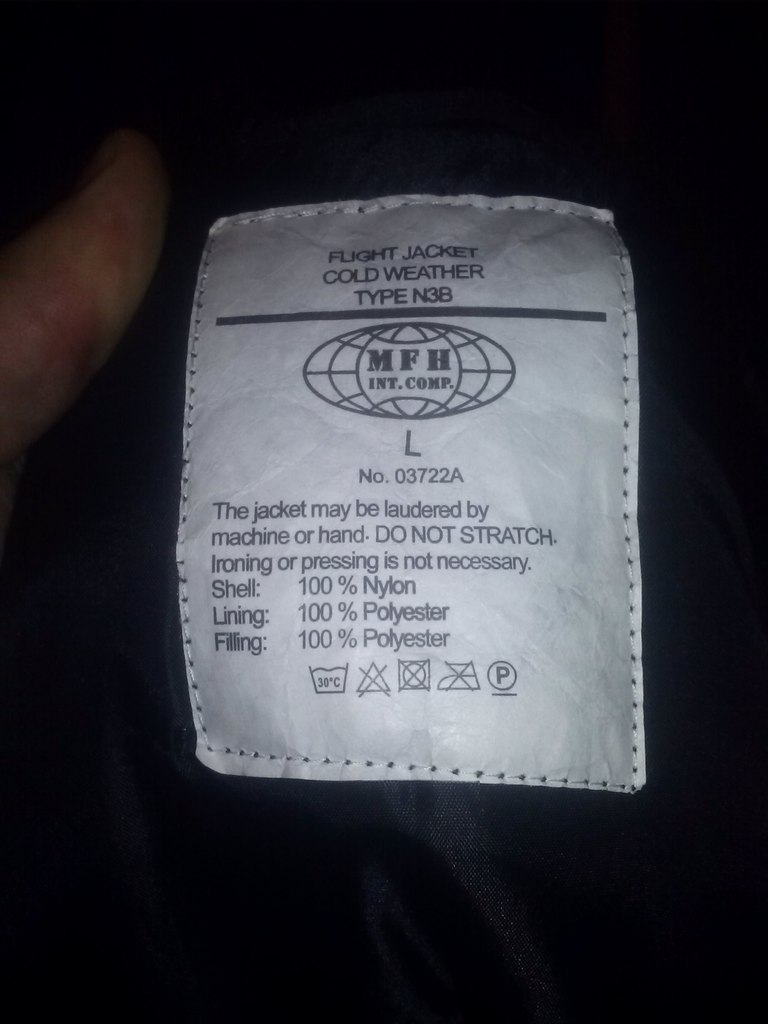 FLIGHT JACKET
COLD WEATHER
TYPE N3B
MFH
INT. COMP.
L
No. 03722A
The jacket may be laudered by
machine or hand. DO NOT STRATCH.
Ironing or pressing is not necessary.
Shell: 100 % Nylon
Lining: 100 % Polyester
Filling: 100 % Polyester
30°C P